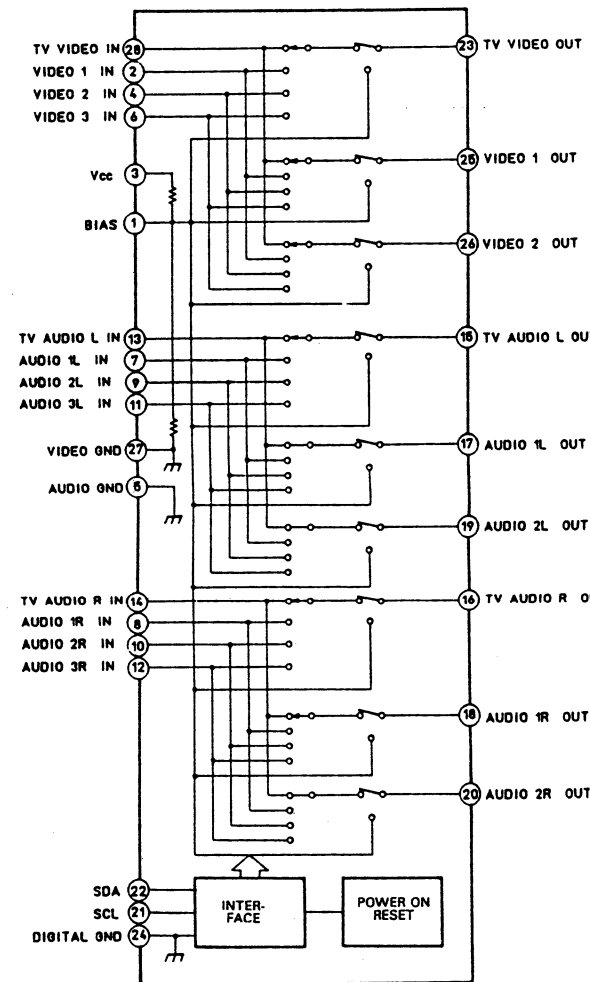 TV VIDEO IN 28
VIDEO 1 IN 2
VIDEO 2 IN 4
VIDEO 3 IN 6
Vcc 3
BIAS 1
TV AUDIO L IN 13
AUDIO 1L IN 7
AUDIO 2L IN 9
AUDIO 3L IN 11
VIDEO GND 27
AUDIO GND 5
TV AUDIO R IN 14
AUDIO 1R IN 8
AUDIO 2R IN 10
AUDIO 3R IN 12
SDA 22
SCL 21
DIGITAL GND 24
INTER-
FACE
POWER ON
RESET
23 TV VIDEO OUT
25 VIDEO 1 OUT
26 VIDEO 2 OUT
15 TV AUDIO L OU
17 AUDIO 1L OUT
19 AUDIO 2L OUT
16 TV AUDIO R O
18 AUDIO 1R OUT
20 AUDIO 2R OUT